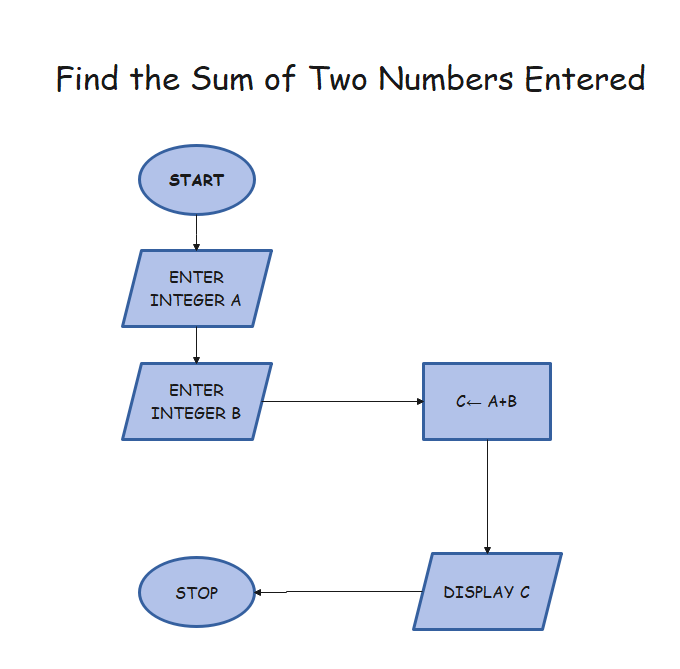 Find the Sum of Two Numbers Entered
START
ENTER
INTEGER A
ENTER
INTEGER B
C← A+B
DISPLAY C
STOP